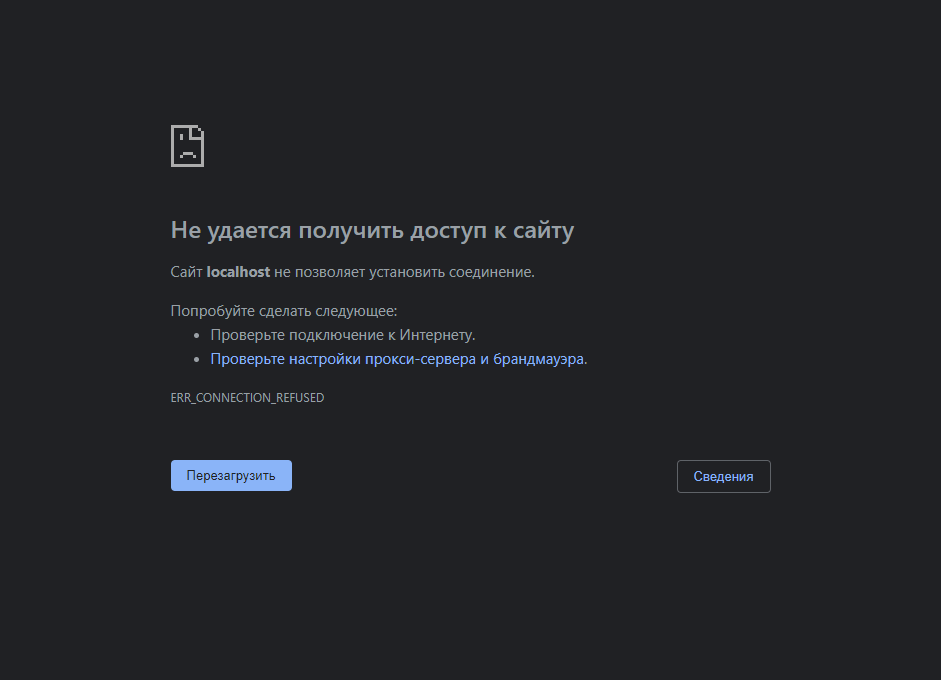 Не удается получить доступ к сайту
Сайт localhost не позволяет установить соединение.
Попробуйте сделать следующее:
• Проверьте подключение к Интернету.
• Проверьте настройки прокси-сервера и брандмауэра.
ERR_CONNECTION_REFUSED
Перезагрузить
Сведения